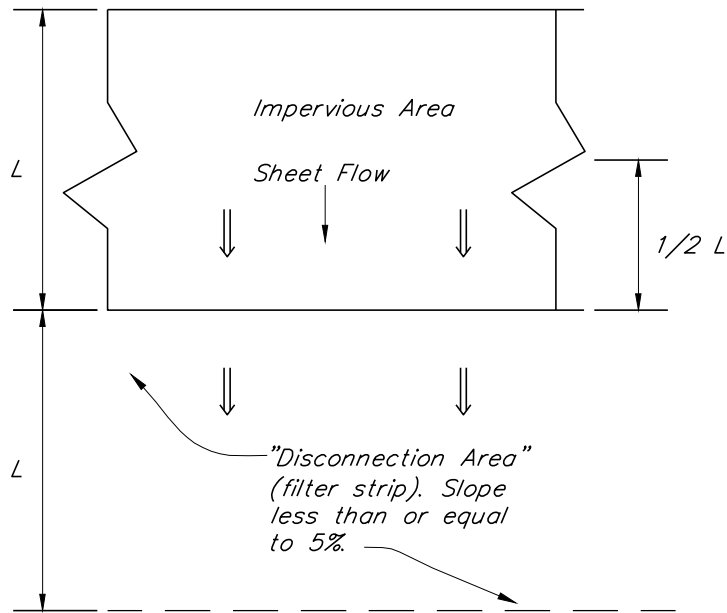 Impervious Area
L
Sheet Flow
1/2 L
L
"Disconnection Area"
(filter strip). Slope
less than or equal
to 5%.